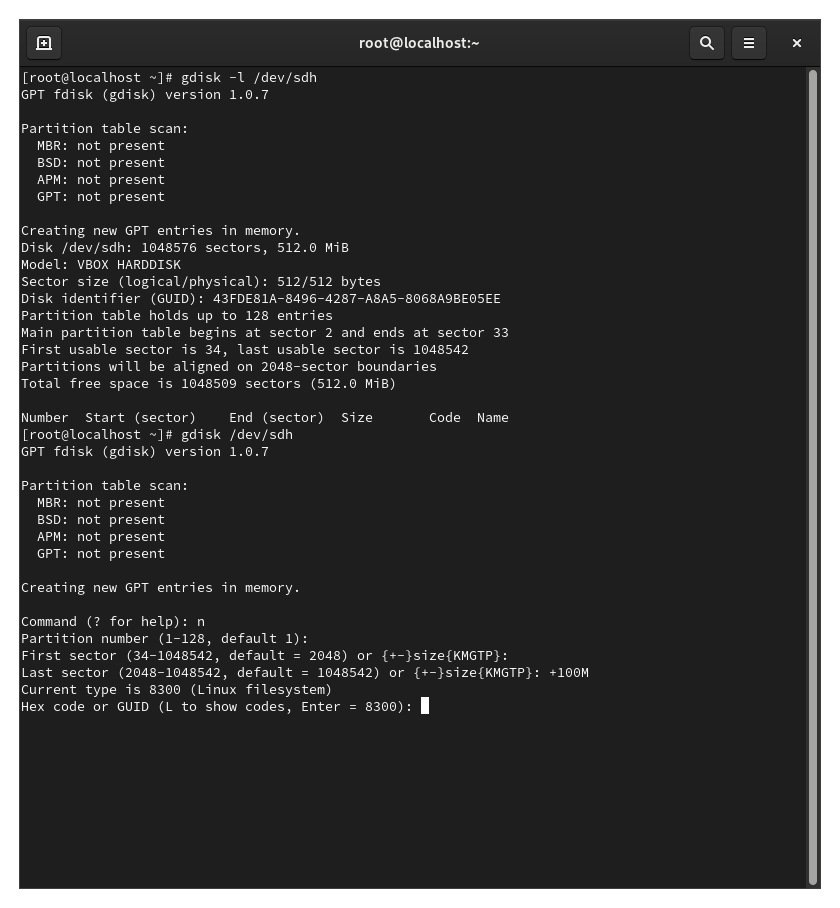 root@localhost:~
[root@localhost ~]# gdisk -l /dev/sdh
GPT fdisk (gdisk) version 1.0.7
Partition table scan:
  MBR: not present
  BSD: not present
  APM: not present
  GPT: not present
Creating new GPT entries in memory.
Disk /dev/sdh: 1048576 sectors, 512.0 MiB
Model: VBOX HARDDISK
Sector size (logical/physical): 512/512 bytes
Disk identifier (GUID): 43FDE81A-8496-4287-A8A5-8068A9BE05EE
Partition table holds up to 128 entries
Main partition table begins at sector 2 and ends at sector 33
First usable sector is 34, last usable sector is 1048542
Partitions will be aligned on 2048-sector boundaries
Total free space is 1048509 sectors (512.0 MiB)
Number  Start (sector)    End (sector)  Size       Code  Name
[root@localhost ~]# gdisk /dev/sdh
GPT fdisk (gdisk) version 1.0.7
Partition table scan:
  MBR: not present
  BSD: not present
  APM: not present
  GPT: not present
Creating new GPT entries in memory.
Command (? for help): n
Partition number (1-128, default 1):
First sector (34-1048542, default = 2048) or {+-}size{KMGTP}:
Last sector (2048-1048542, default = 1048542) or {+-}size{KMGTP}: +100M
Current type is 8300 (Linux filesystem)
Hex code or GUID (L to show codes, Enter = 8300):